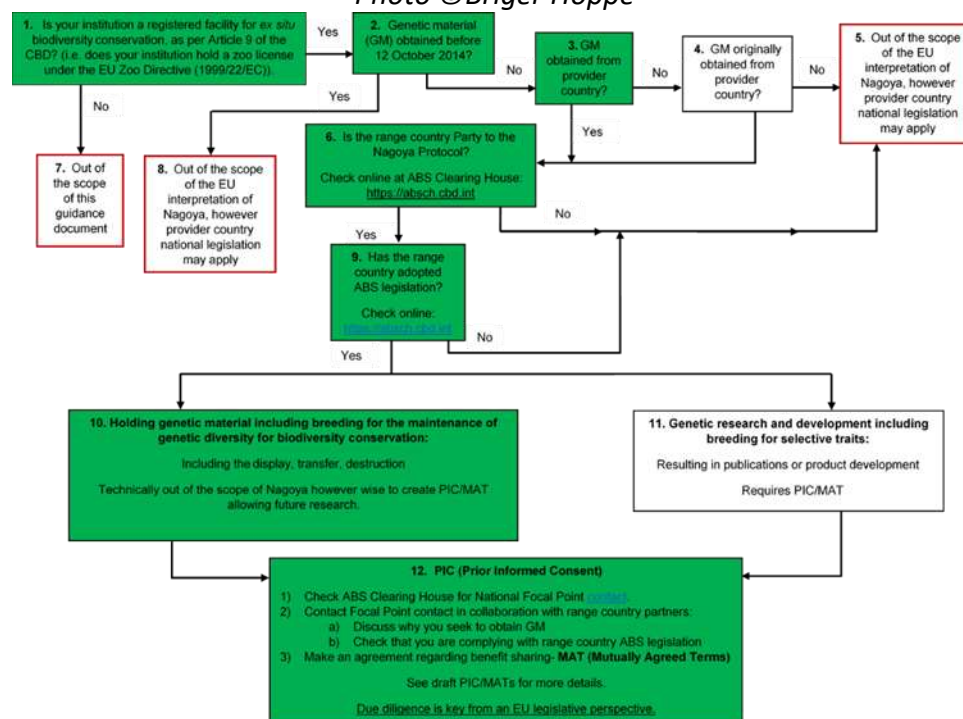 Photo ©Briger Hoppe
1. Is your institution a registered facility for ex situ
biodiversity conservation, as per Article 9 of the
CBD? (i.e. does your institution hold a zoo license
under the EU Zoo Directive (1999/22/EC)).
Yes
2. Genetic material
(GM) obtained before
12 October 2014?
No
3. GM
obtained from
provider
country?
No
4. GM originally
obtained from
provider
country?
No
5. Out of the
scope of the EU
interpretation of
Nagoya, however
provider country
national legislation
may apply
No
Yes
Yes
6. Is the range country Party to the
Nagoya Protocol?
Check online at ABS Clearing House:
https://absch.cbd.int
7. Out of
the scope
of this
guidance
document
8. Out of the scope
of the EU
interpretation of
Nagoya, however
provider country
national legislation
may apply
Yes
No
9. Has the range
country adopted
ABS legislation?
Check online:
https://absch.cbd.int
No
Yes
10. Holding genetic material including breeding for the maintenance of
genetic diversity for biodiversity conservation:
Including the display, transfer, destruction
Technically out of the scope of Nagoya however wise to create PIC/MAT
allowing future research.
11. Genetic research and development including
breeding for selective traits:
Resulting in publications or product development
Requires PIC/MAT
12. PIC (Prior Informed Consent)
1) Check ABS Clearing House for National Focal Point contact.
2) Contact Focal Point contact in collaboration with range country partners:
a) Discuss why you seek to obtain GM
b) Check that you are complying with range country ABS legislation
3) Make an agreement regarding benefit sharing- MAT (Mutually Agreed Terms)
See draft PIC/MATs for more details.
Due diligence is key from an EU legislative perspective.